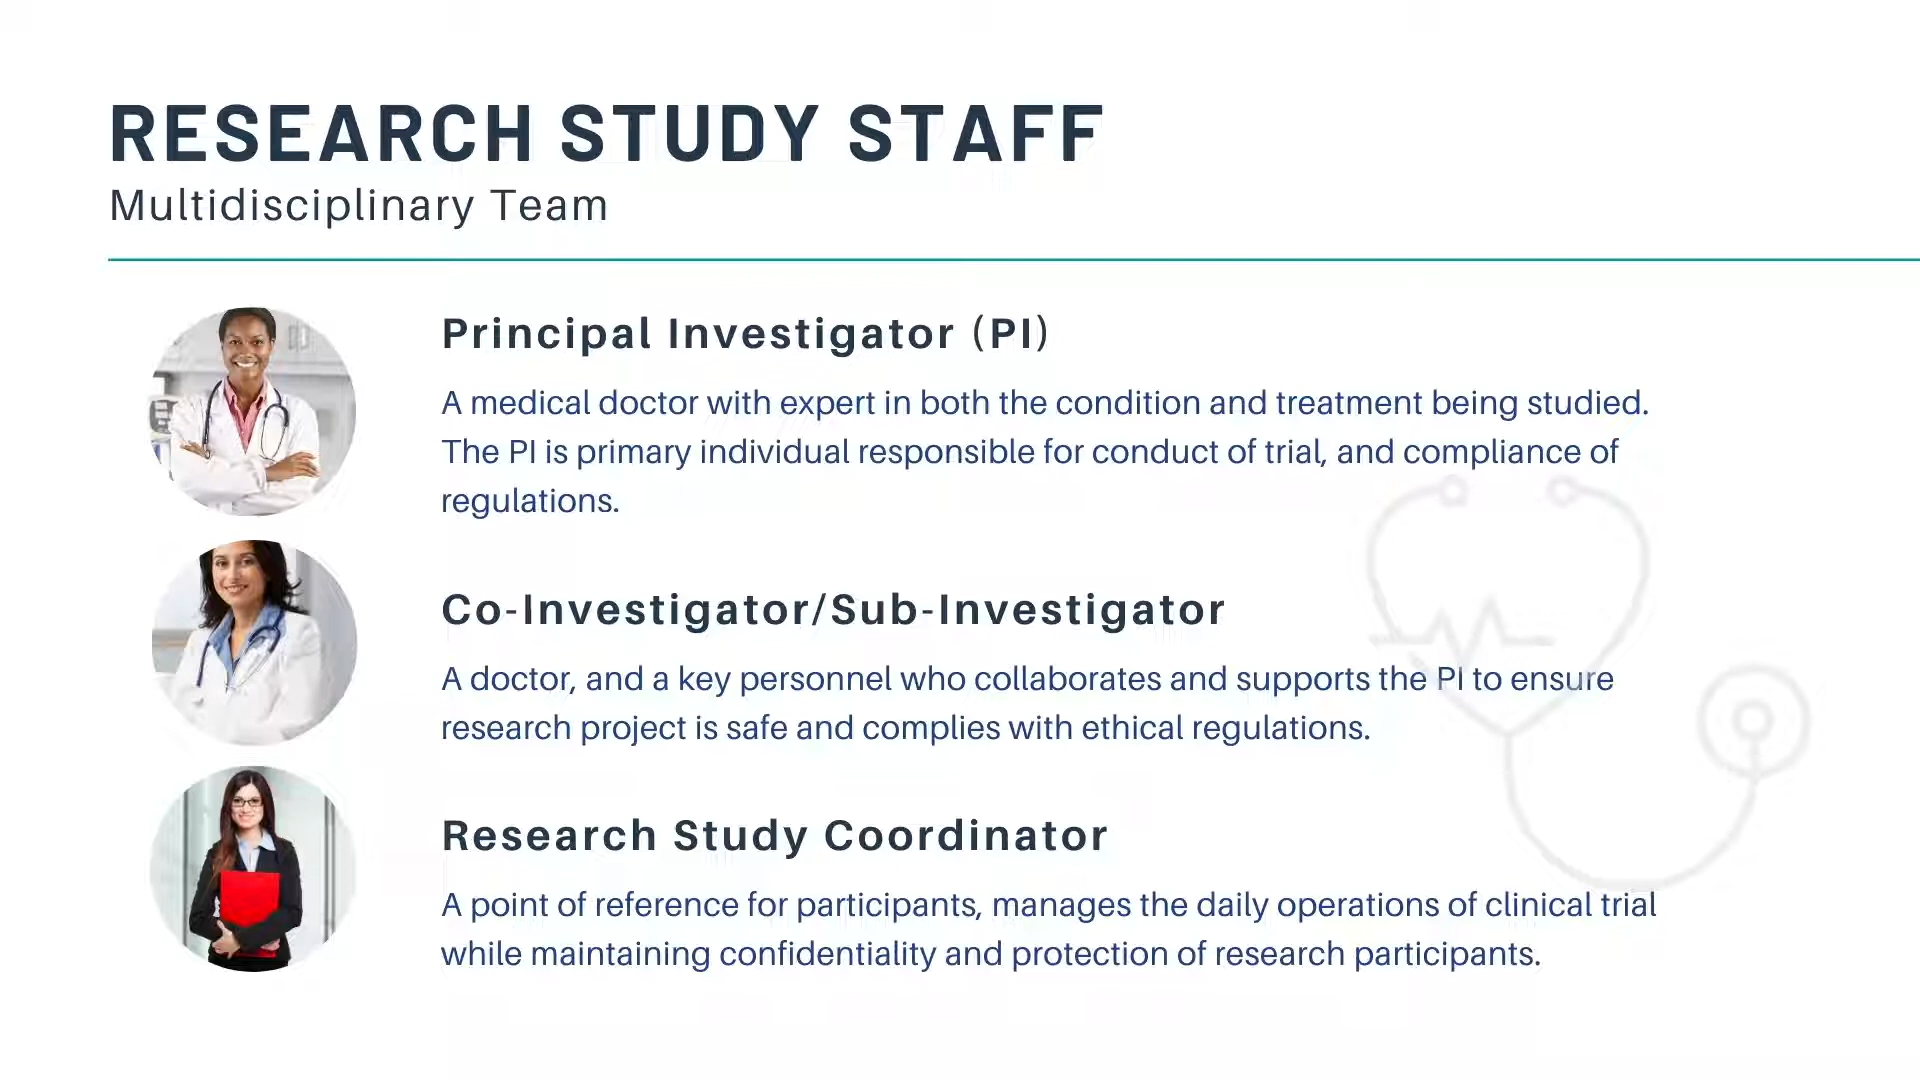 RESEARCH STUDY STAFF
Multidisciplinary Team
Principal Investigator (PI)
A medical doctor with expert in both the condition and treatment being studied.
The PI is primary individual responsible for conduct of trial, and compliance of
regulations.
Co-Investigator/Sub-Investigator
A doctor, and a key personnel who collaborates and supports the PI to ensure
research project is safe and complies with ethical regulations.
Research Study Coordinator
A point of reference for participants, manages the daily operations of clinical trial
while maintaining confidentiality and protection of research participants.